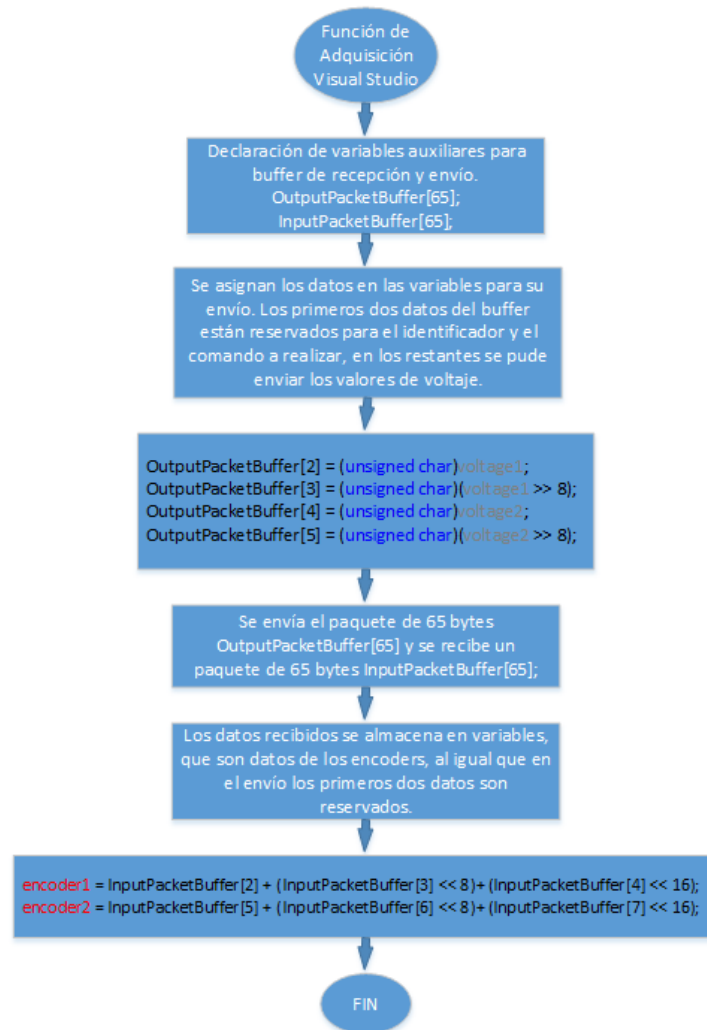 Función de
Adquisición
Visual Studio
Declaración de variables auxiliares para
buffer de recepción y envío.
OutputPacketBuffer[65];
InputPacketBuffer[65];
Se asignan los datos en las variables para su
envío. Los primeros dos datos del buffer
están reservados para el identificador y el
comando a realizar, en los restantes se pude
enviar los valores de voltaje.
OutputPacketBuffer[2] = (unsigned char)voltage1;
OutputPacketBuffer[3] = (unsigned char)(voltage1 >> 8);
OutputPacketBuffer[4] = (unsigned char)voltage2;
OutputPacketBuffer[5] = (unsigned char)(voltage2 >> 8);
Se envía el paquete de 65 bytes
OutputPacketBuffer[65] y se recibe un
paquete de 65 bytes InputPacketBuffer[65];
Los datos recibidos se almacena en variables,
que son datos de los encoders, al igual que en
el envío los primeros dos datos son
reservados.
encoder1 = InputPacketBuffer[2] + (InputPacketBuffer[3] << 8)+ (InputPacketBuffer[4] << 16);
encoder2 = InputPacketBuffer[5] + (InputPacketBuffer[6] << 8)+ (InputPacketBuffer[7] << 16);
FIN